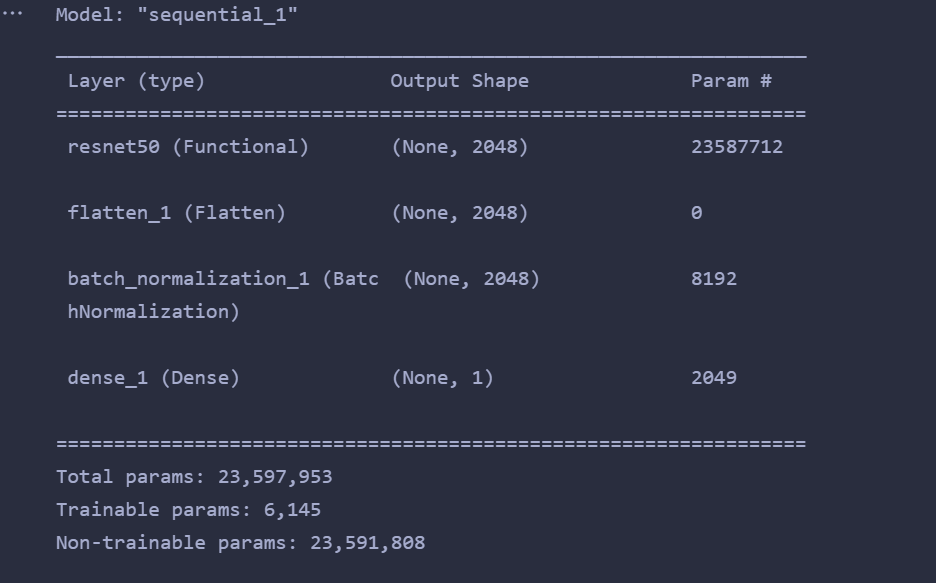 ... Model: "sequential_1"
_________________________________________________________________
Layer (type) Output Shape Param #
=================================================================
resnet50 (Functional) (None, 2048) 23587712
flatten_1 (Flatten) (None, 2048) 0
batch_normalization_1 (Batc (None, 2048) 8192
hNormalization)
dense_1 (Dense) (None, 1) 2049
=================================================================
Total params: 23,597,953
Trainable params: 6,145
Non-trainable params: 23,591,808